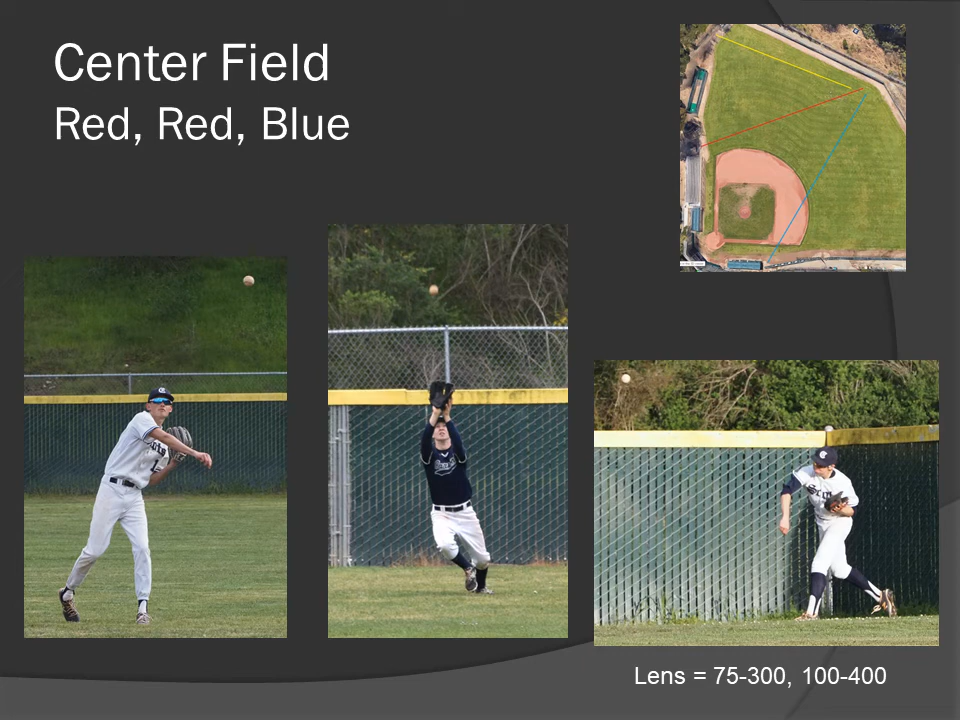 Center Field
Red, Red, Blue
Lens = 75-300, 100-400